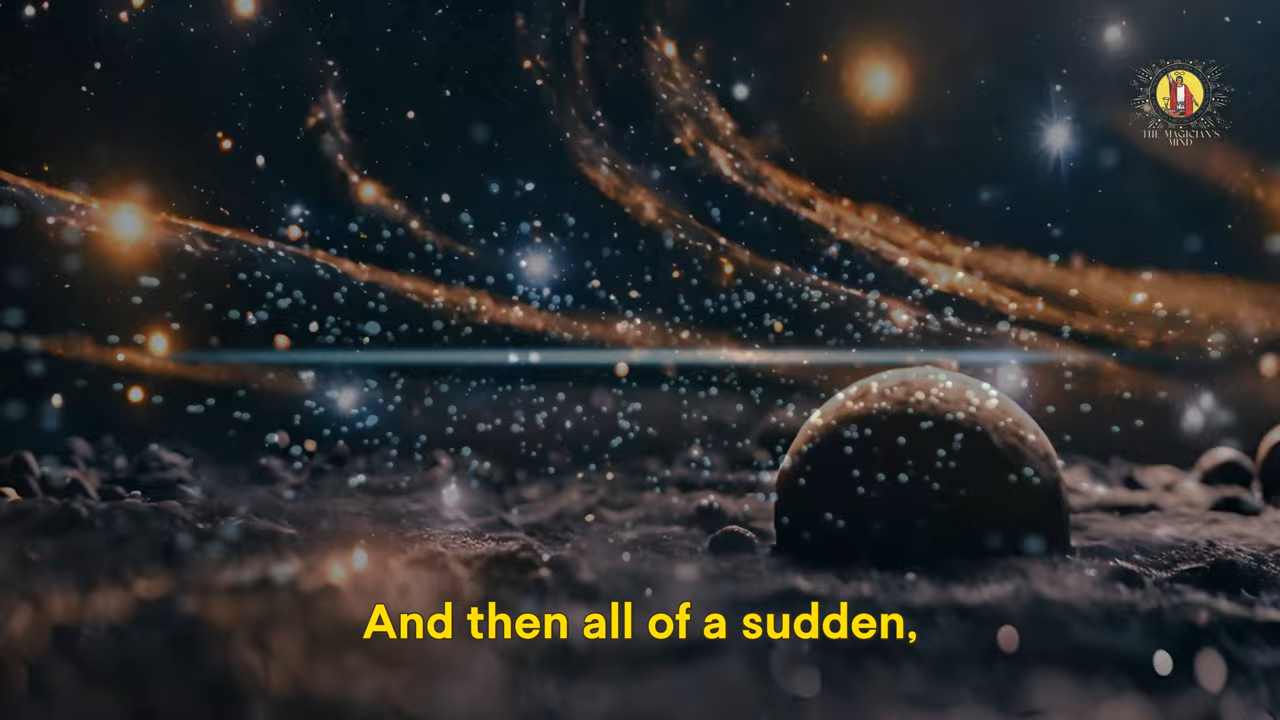 THE MAGICIAN'S
MIND
And then all of a sudden,